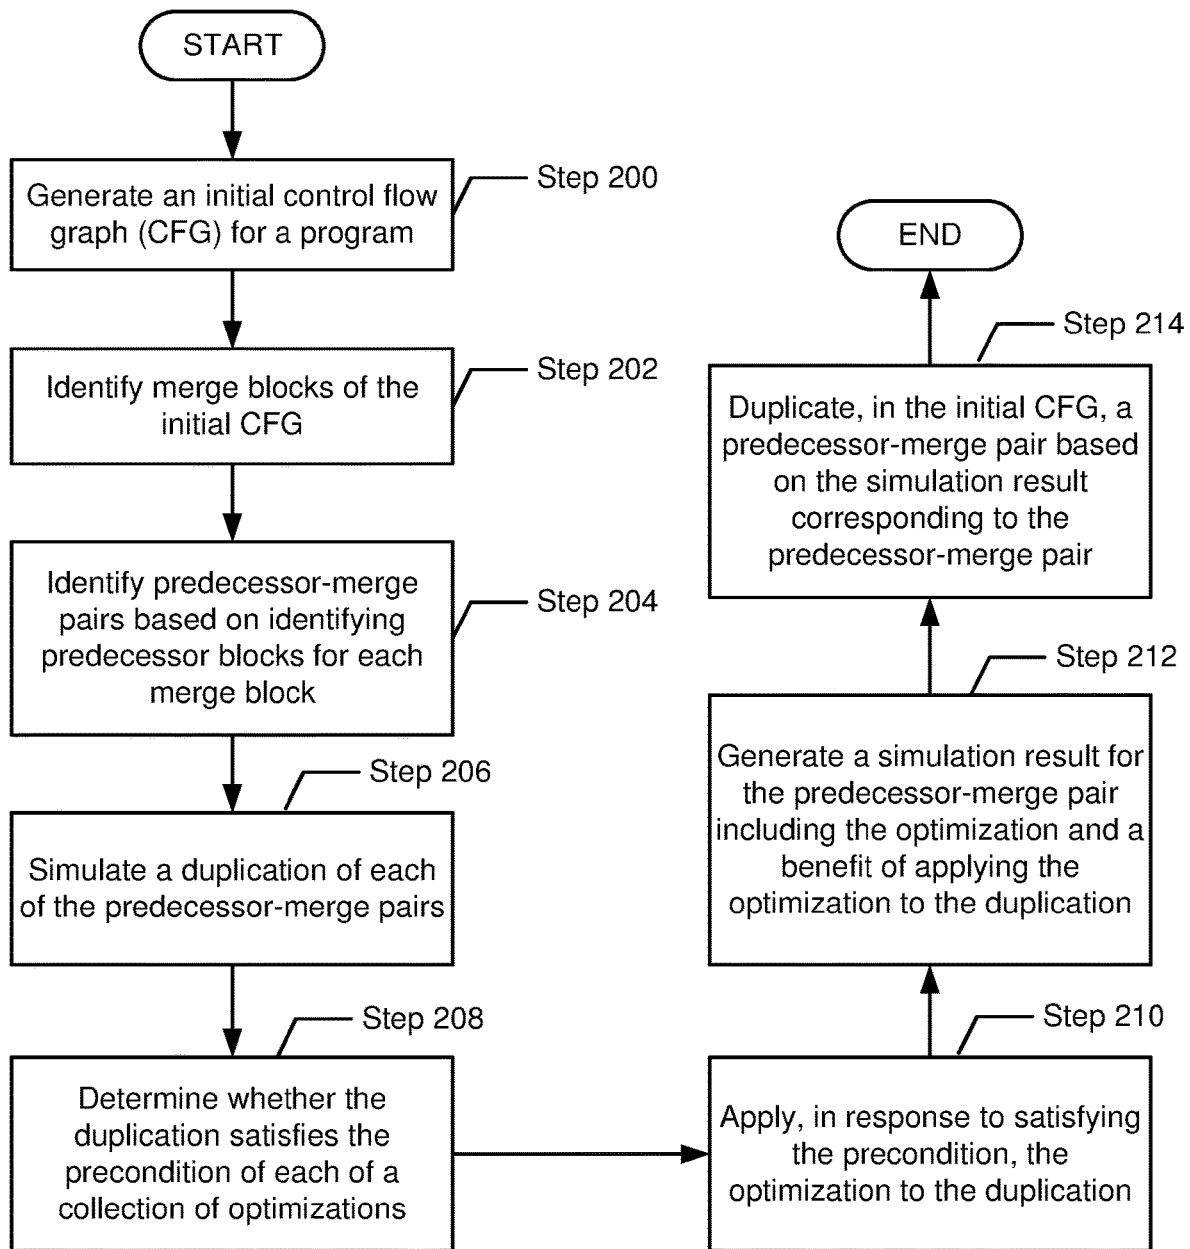 START
Generate an initial control flow
graph (CFG) for a program
Step 200
Identify merge blocks of the
initial CFG
Step 202
Identify predecessor-merge
pairs based on identifying
predecessor blocks for each
merge block
Step 204
Step 206
Simulate a duplication of each
of the predecessor-merge pairs
Step 208
Determine whether the
duplication satisfies the
precondition of each of a
collection of optimizations
Step 210
Apply, in response to satisfying
the precondition, the
optimization to the duplication
Step 212
Generate a simulation result for
the predecessor-merge pair
including the optimization and a
benefit of applying the
optimization to the duplication
Step 214
Duplicate, in the initial CFG, a
predecessor-merge pair based
on the simulation result
corresponding to the
predecessor-merge pair
END